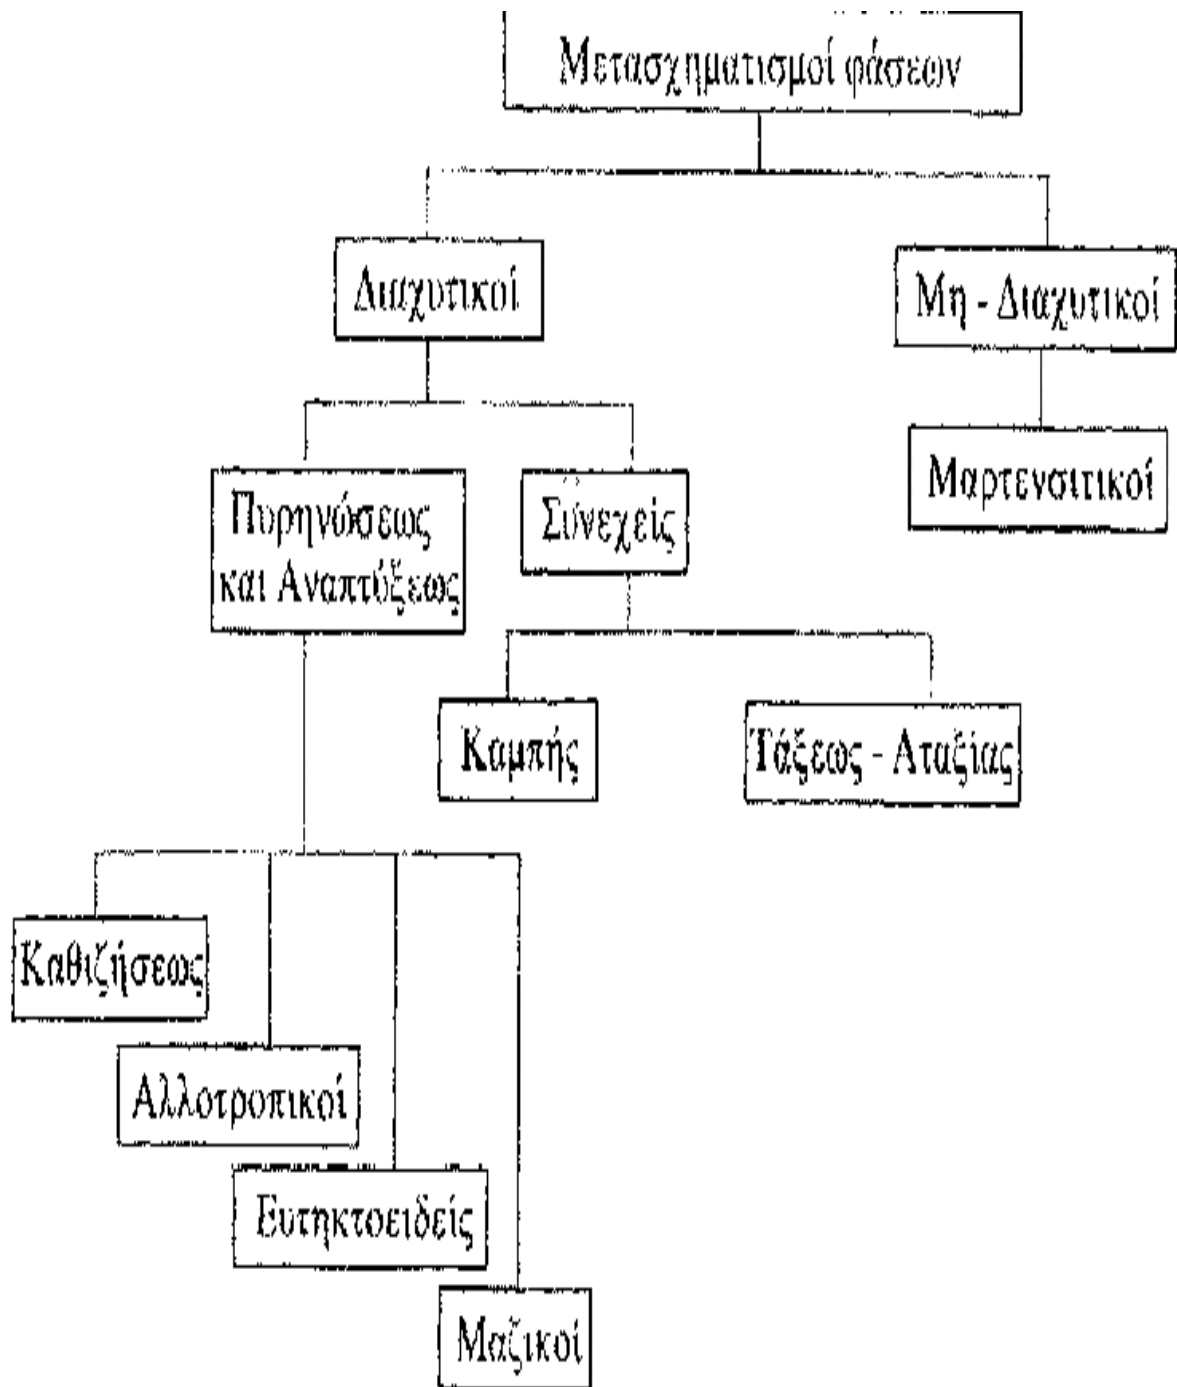 Μετασχηματισμοί φάσεων
Διαχυτικοί
Μη - Διαχυτικοί
Πυρηνώσεως
και Αναπτύξεως
Συνεχείς
Μαρτενσιτικοί
Καμπής
Τάξεως - Αταξίας
Καθιζήσεως
Αλλοτροπικοί
Ευτηκτοειδείς
Μαζικοί